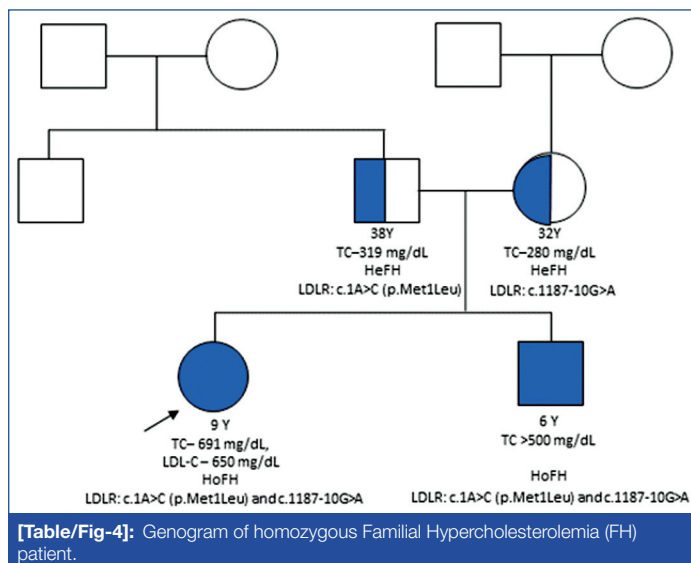 38Y
TC–319 mg/dL
HeFH
LDLR: c.1A>C (p.Met1Leu)
32Y
TC–280 mg/dL
HeFH
LDLR: c.1187-10G>A
9 Y
TC– 691 mg/dL,
LDL-C – 650 mg/dL
HoFH
LDLR: c.1A>C (p.Met1Leu) and c.1187-10G>A
6 Y
TC >500 mg/dL
HoFH
LDLR: c.1A>C (p.Met1Leu) and c.1187-10G>A
[Table/Fig-4]: Genogram of homozygous Familial Hypercholesterolemia (FH)
patient.